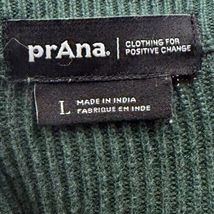 prAna.
CLOTHING FOR
POSITIVE CHANGE
L
MADE IN INDIA
FABRIQUÉ EN INDE